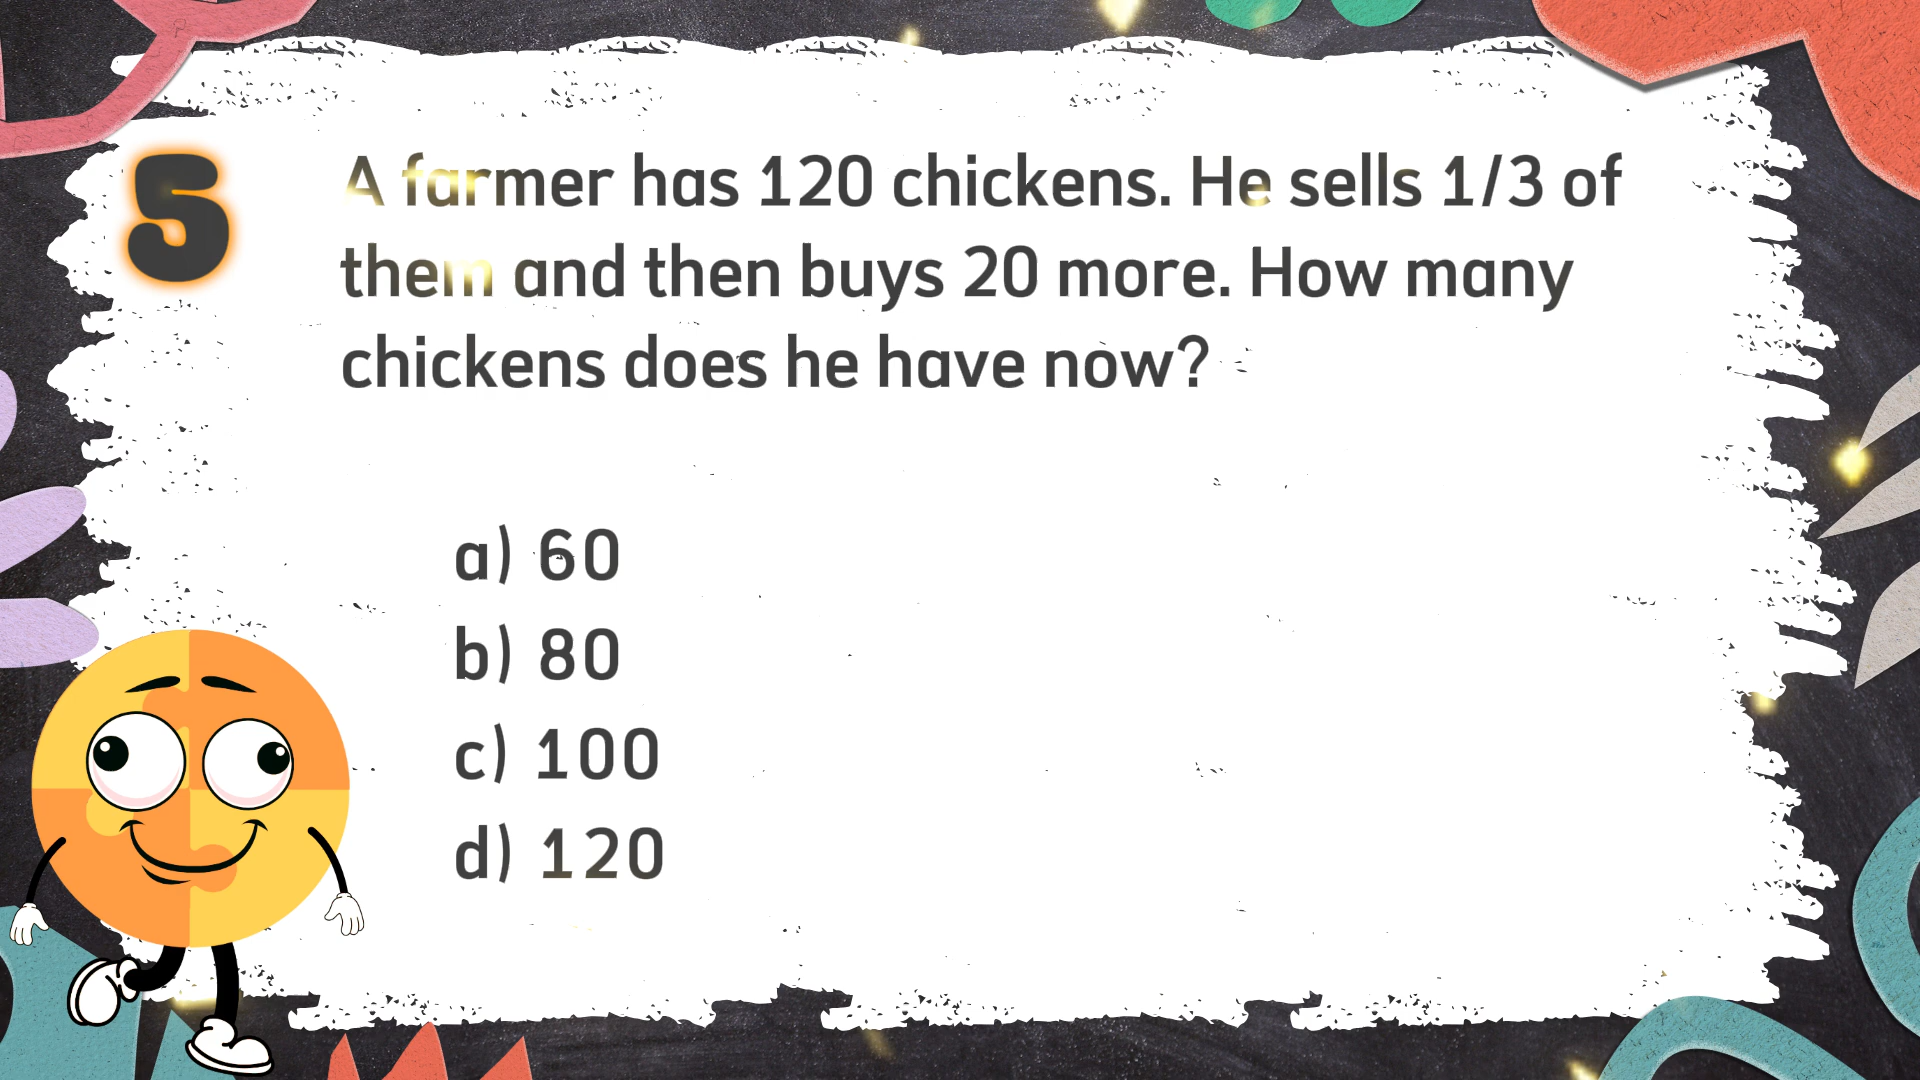 5
A farmer has 120 chickens. He sells 1/3 of
them and then buys 20 more. How many
chickens does he have now?
a) 60
b) 80
c) 100
d) 120